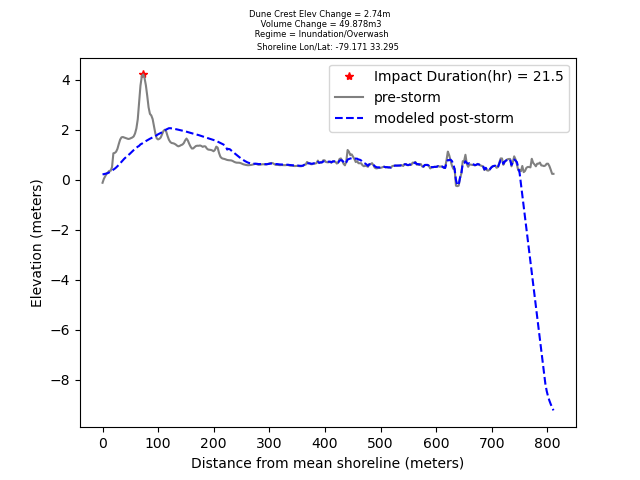 Dune Crest Elev Change = 2.74m
Volume Change = 49.878m3
Regime = Inundation/Overwash
Shoreline Lon/Lat: -79.171 33.295
Impact Duration(hr) = 21.5
pre-storm
modeled post-storm
4
2
0
−2
−4
−6
−8
Elevation (meters)
0 100 200 300 400 500 600 700 800
Distance from mean shoreline (meters)